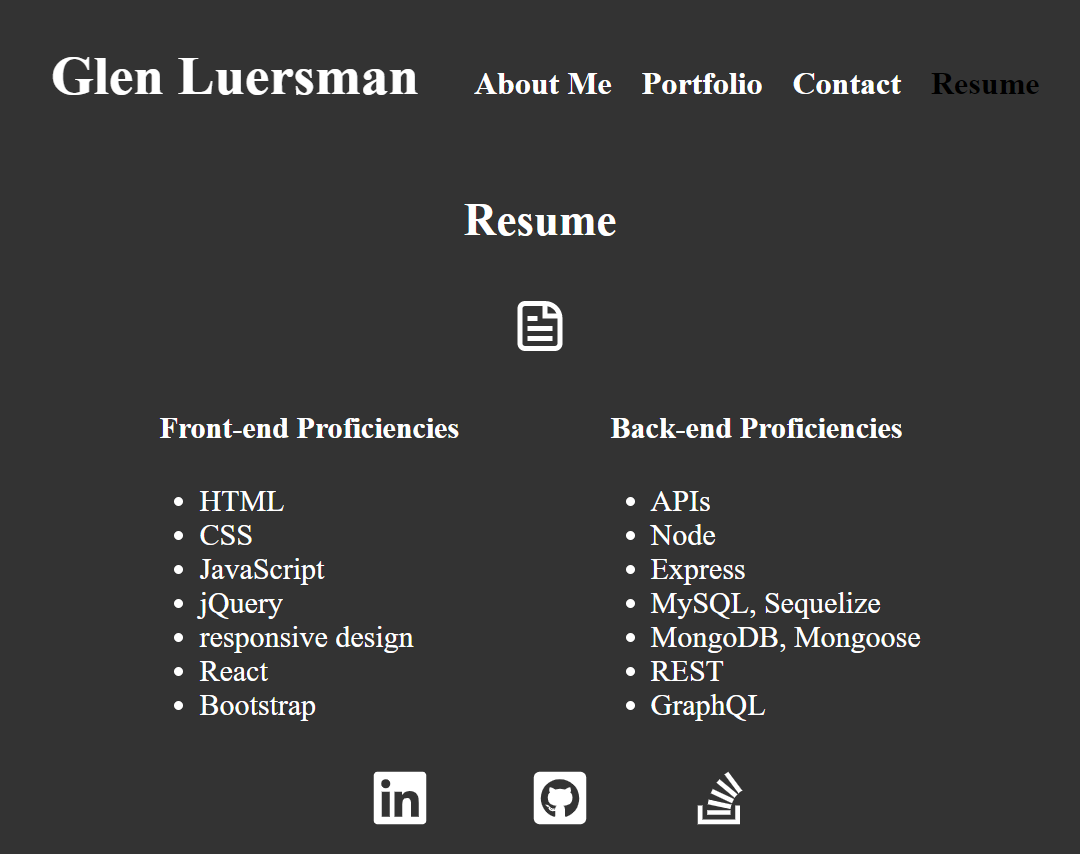 Glen Luersman About Me Portfolio Contact Resume
Resume
Front-end Proficiencies
HTML
CSS
JavaScript
jQuery
responsive design
React
Bootstrap
Back-end Proficiencies
APIs
Node
Express
MySQL, Sequelize
MongoDB, Mongoose
REST
GraphQL
in